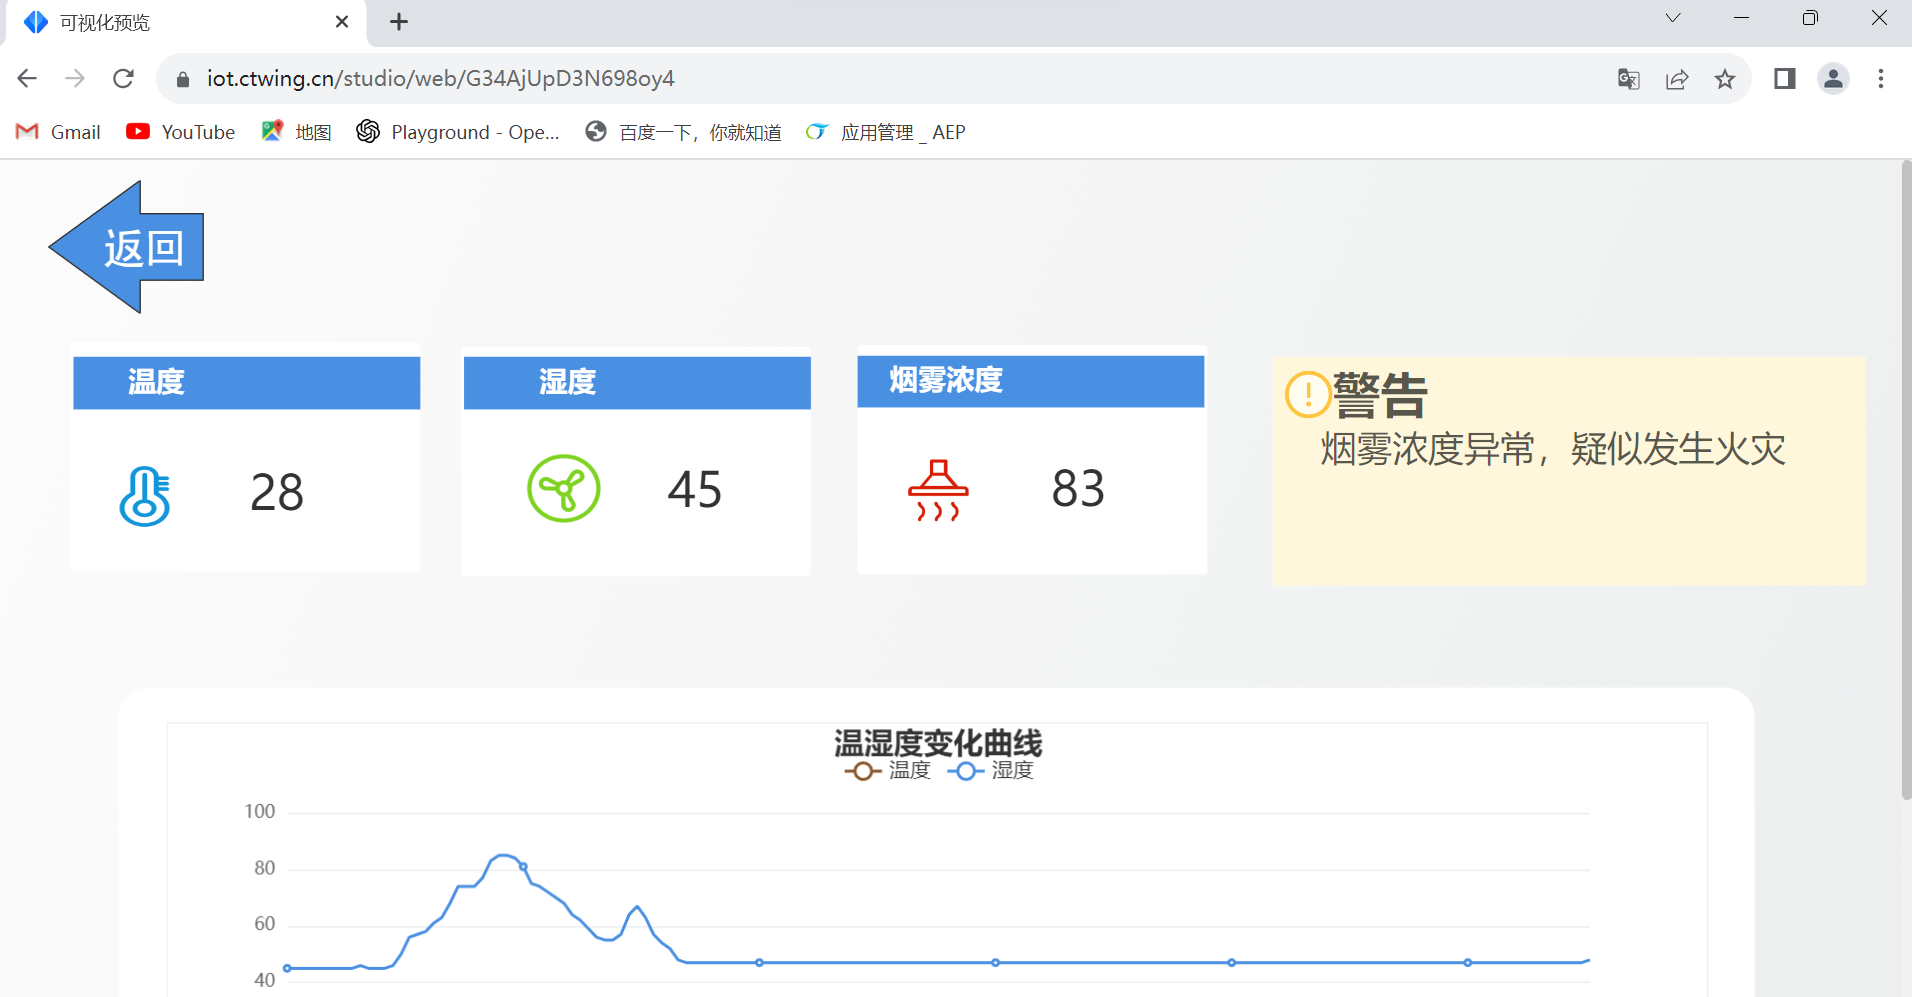 可视化预览
iot.ctwing.cn/studio/web/G34AjUpD3N698oy4
Gmail YouTube 地图 Playground - Ope... 百度一下，你就知道 应用管理 _ AEP
返回
温度
28
湿度
45
烟雾浓度
83
警告
烟雾浓度异常，疑似发生火灾
温湿度变化曲线
温度 湿度
100
80
60
40